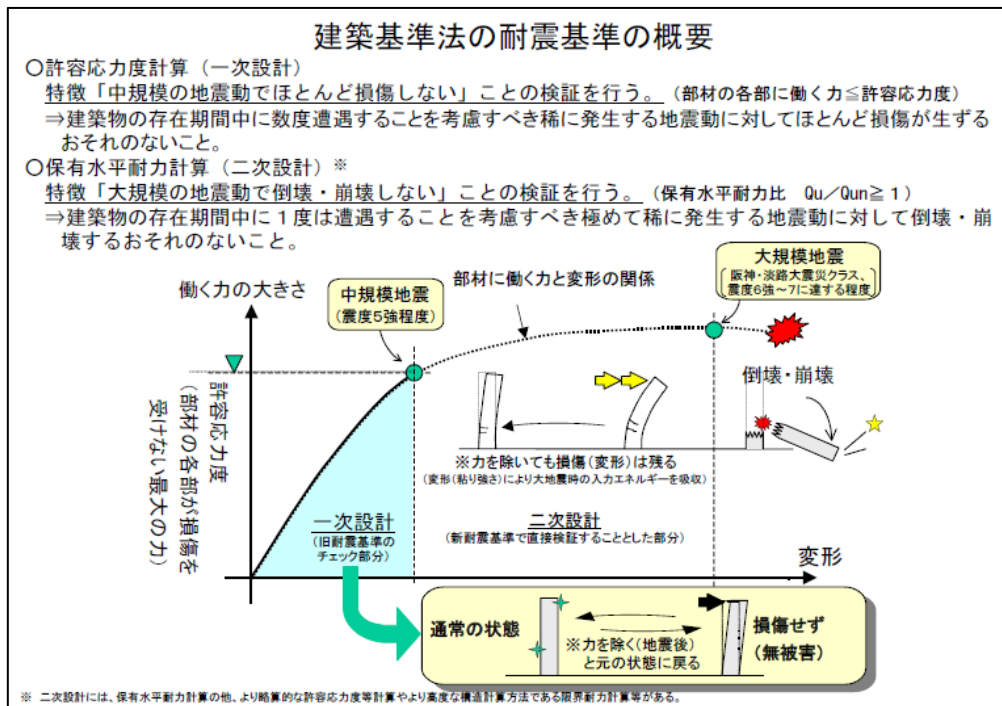 建築基準法の耐震基準の概要
〇許容応力度計算（一次設計）
特徴「中規模の地震動でほとんど損傷しない」ことの検証を行う。（部材の各部に働く力≦許容応力度）
⇒建築物の存在期間中に数度遭遇することを考慮すべき稀に発生する地震動に対してほとんど損傷が生ずる
おそれのないこと。
〇保有水平耐力計算（二次設計）※
特徴「大規模の地震動で倒壊・崩壊しない」ことの検証を行う。（保有水平耐力比　Qu／Qun≧１）
⇒建築物の存在期間中に１度は遭遇することを考慮すべき極めて稀に発生する地震動に対して倒壊・崩
壊するおそれのないこと。
働く力の大きさ
中規模地震
（震度５強程度）
部材に働く力と変形の関係
大規模地震
阪神・淡路大震災クラス、
震度６強～７に達する程度
許容応力度
（部材の各部が損傷を
受けない最大の力）
倒壊・崩壊
※力を除いても損傷（変形）は残る
（変形（粘り強さ）により大地震時の入力エネルギーを吸収）
一次設計
（旧耐震基準の
チェック部分）
二次設計
（新耐震基準で直接検証することとした部分）
変形
通常の状態
※力を除く（地震後）
と元の状態に戻る
損傷せず
（無被害）
※　二次設計には、保有水平耐力計算の他、より略算的な許容応力度等計算やより高度な構造計算方法である限界耐力計算等がある。